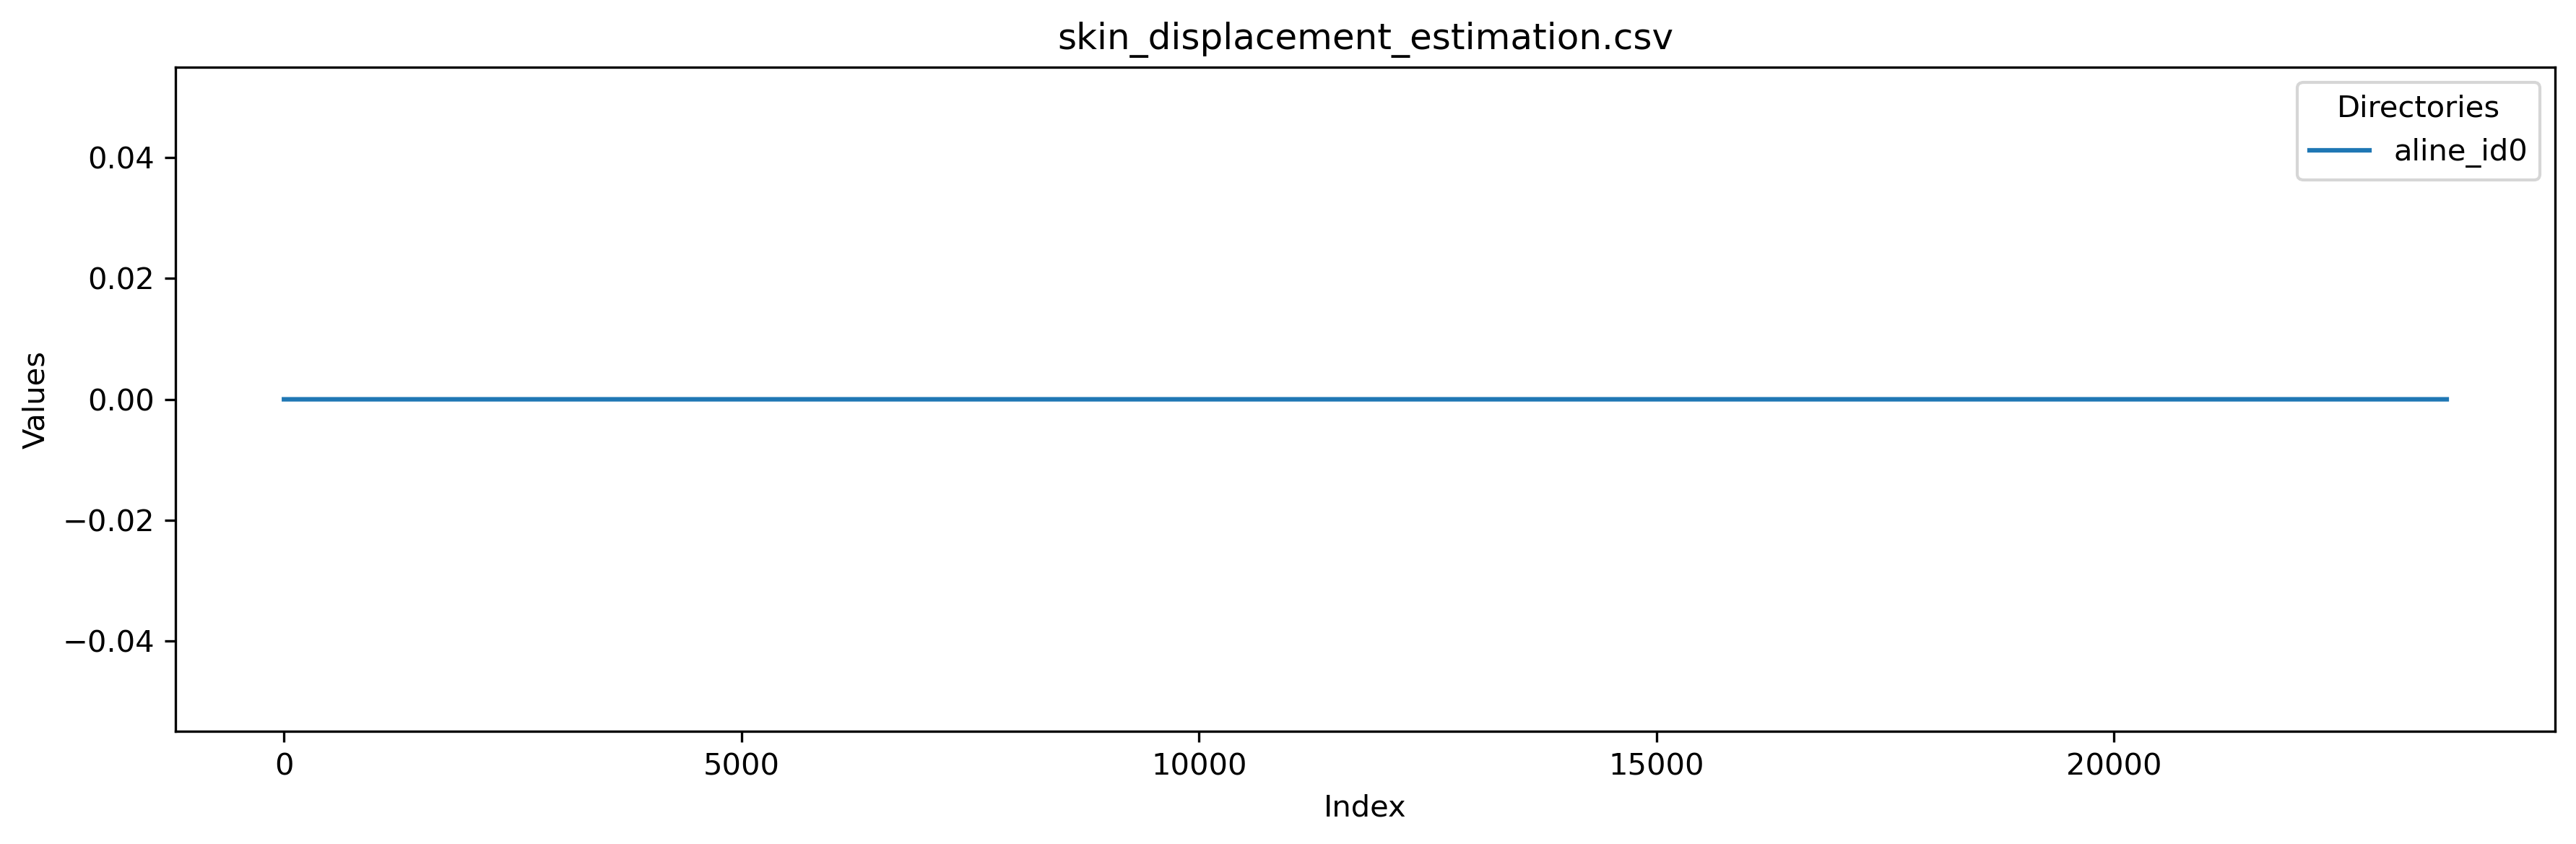 skin_displacement_estimation.csv
Directories
aline_id0
0.04
0.02
0.00
−0.02
−0.04
Values
0 5000 10000 15000 20000
Index